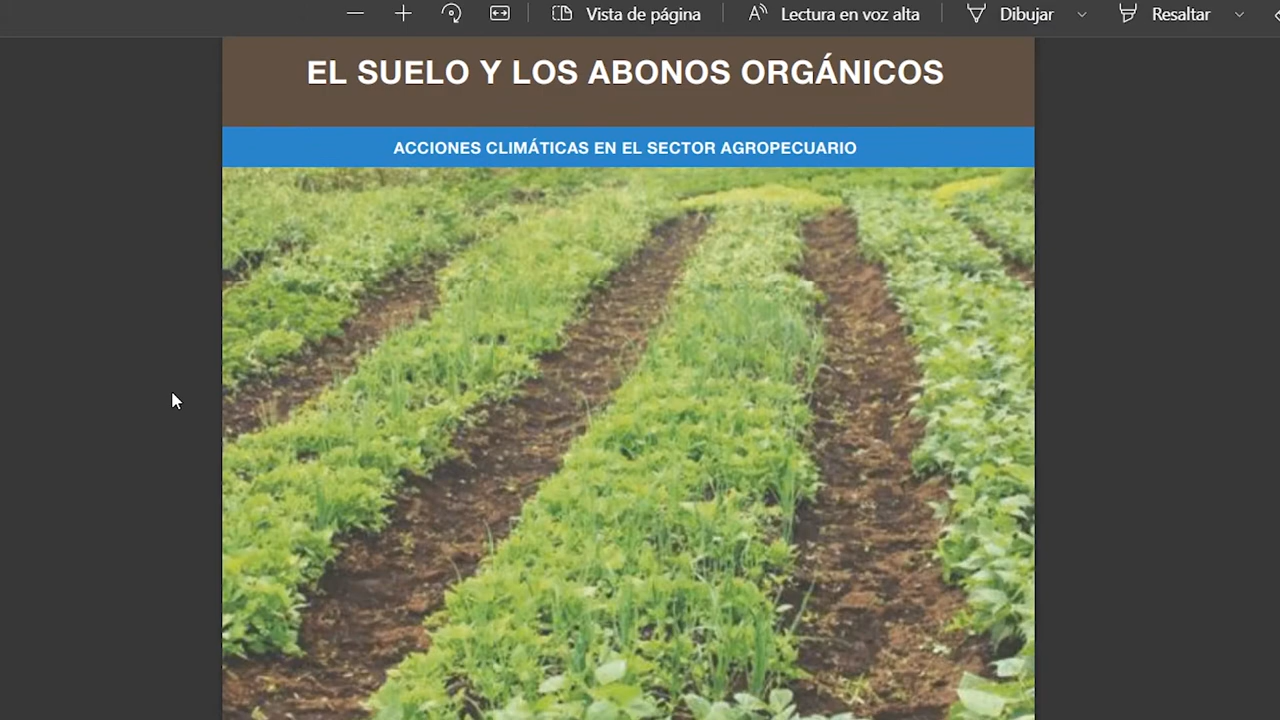 Vista de página
Lectura en voz alta
Dibujar
Resaltar
EL SUELO Y LOS ABONOS ORGÁNICOS
ACCIONES CLIMÁTICAS EN EL SECTOR AGROPECUARIO